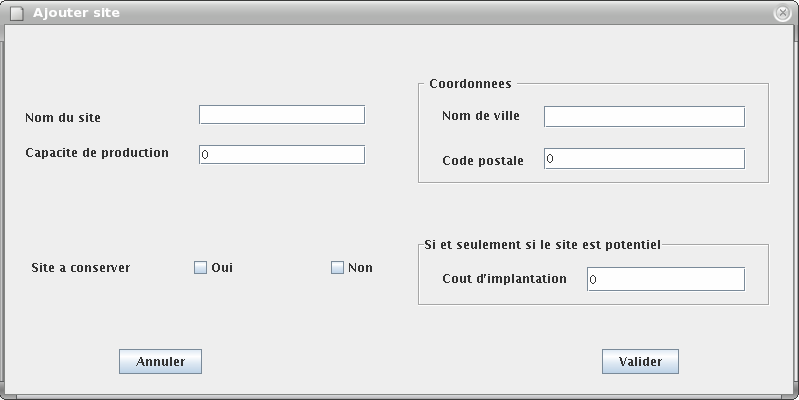 Ajouter site
Coordonnees
Nom du site
Nom de ville
Capacite de production 0
Code postale 0
Si et seulement si le site est potentiel
Site a conserver Oui Non
Cout d'implantation 0
Annuler Valider